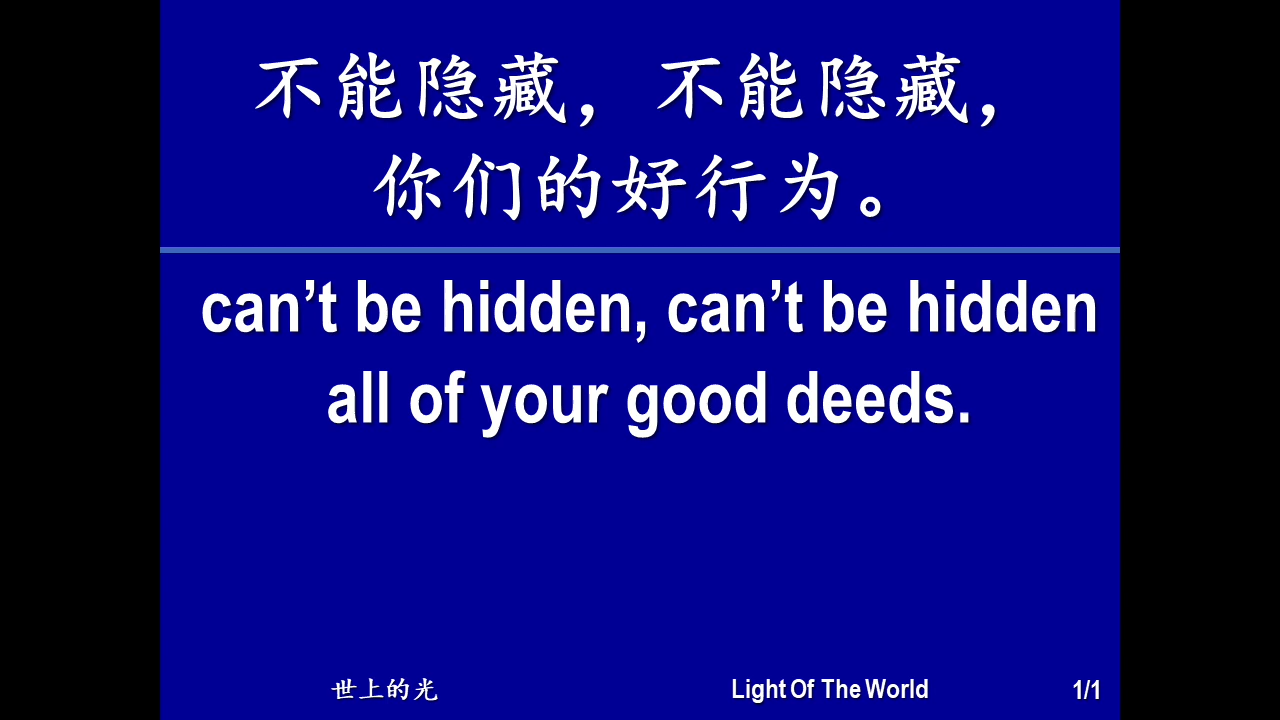 不能隐藏，不能隐藏，
你们的好行为。
can’t be hidden, can’t be hidden
all of your good deeds.
世上的光 Light Of The World 1/1